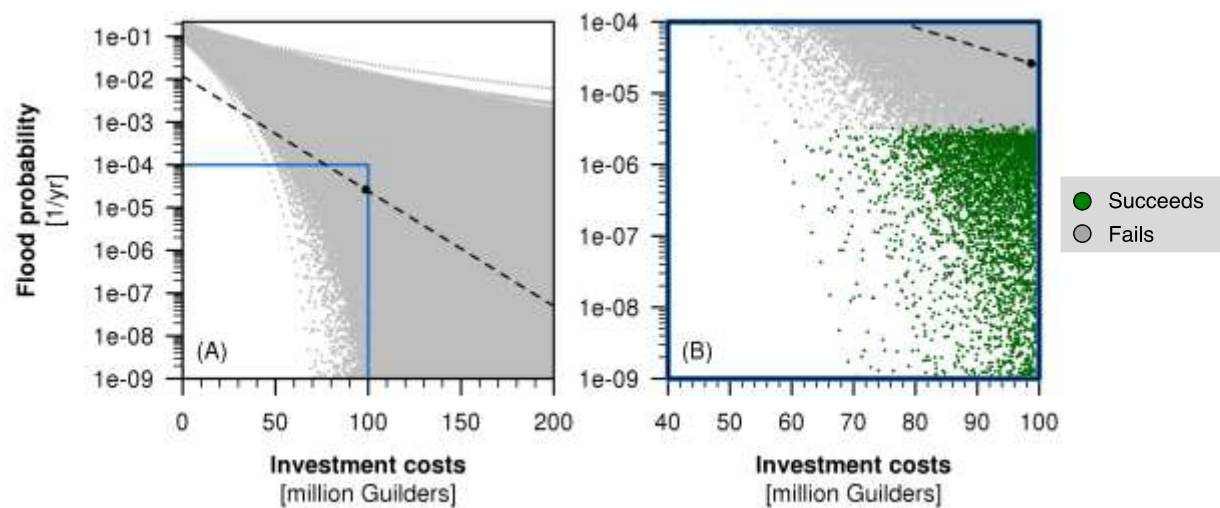 Flood probability
[1/yr]
1e-01
1e-02
1e-03
1e-04
1e-05
1e-06
1e-07
1e-08
1e-09
(A)
0
50
100
150
200
Investment costs
[million Guilders]
1e-04
1e-05
1e-06
1e-07
1e-08
1e-09
(B)
40
50
60
70
80
90
100
Investment costs
[million Guilders]
Succeeds
Fails